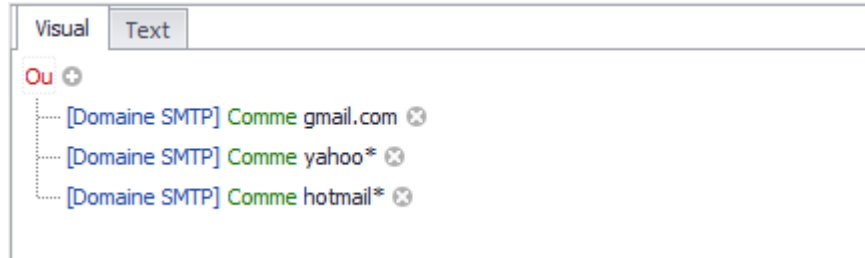 Visual Text
Ou
[Domaine SMTP] Comme gmail.com
[Domaine SMTP] Comme yahoo*
[Domaine SMTP] Comme hotmail*